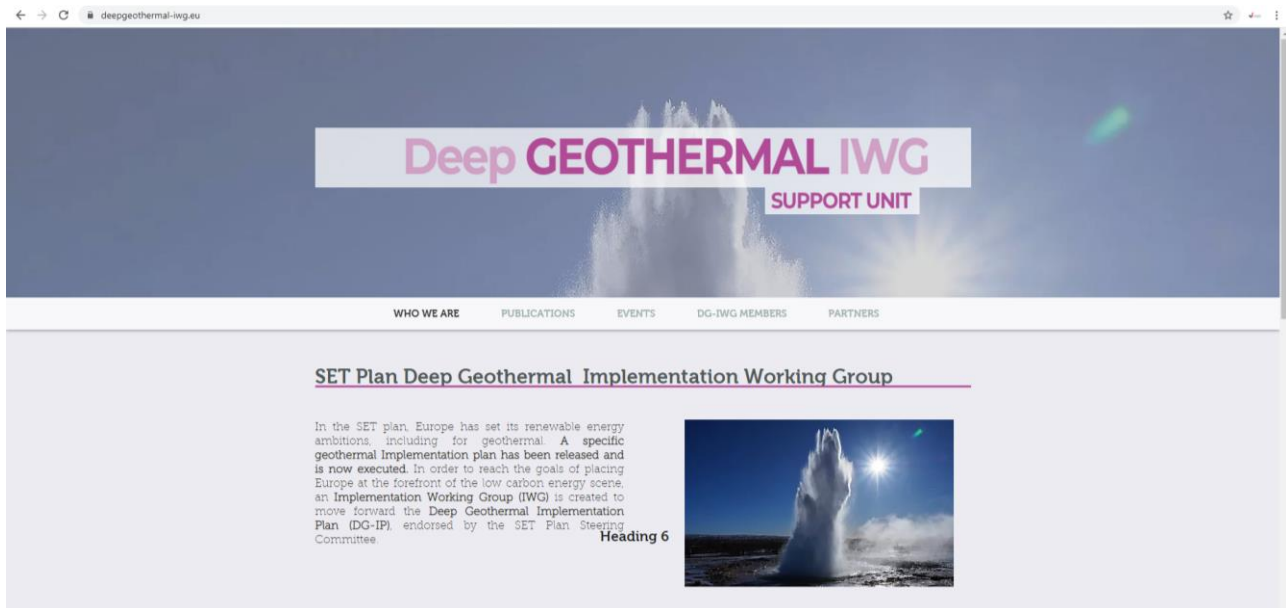 deepgeothermal-iwg.eu
Deep GEOTHERMAL IWG
SUPPORT UNIT
WHO WE ARE PUBLICATIONS EVENTS DG-IWG MEMBERS PARTNERS
SET Plan Deep Geothermal Implementation Working Group
In the SET plan, Europe has set its renewable energy
ambitions, including for geothermal. A specific
geothermal Implementation plan has been released and
is now executed. In order to reach the goals of placing
Europe at the forefront of the low carbon energy scene,
an Implementation Working Group (IWG) is created to
move forward the Deep Geothermal Implementation
Plan (DG-IP), endorsed by the SET Plan Steering
Committee.
Heading 6